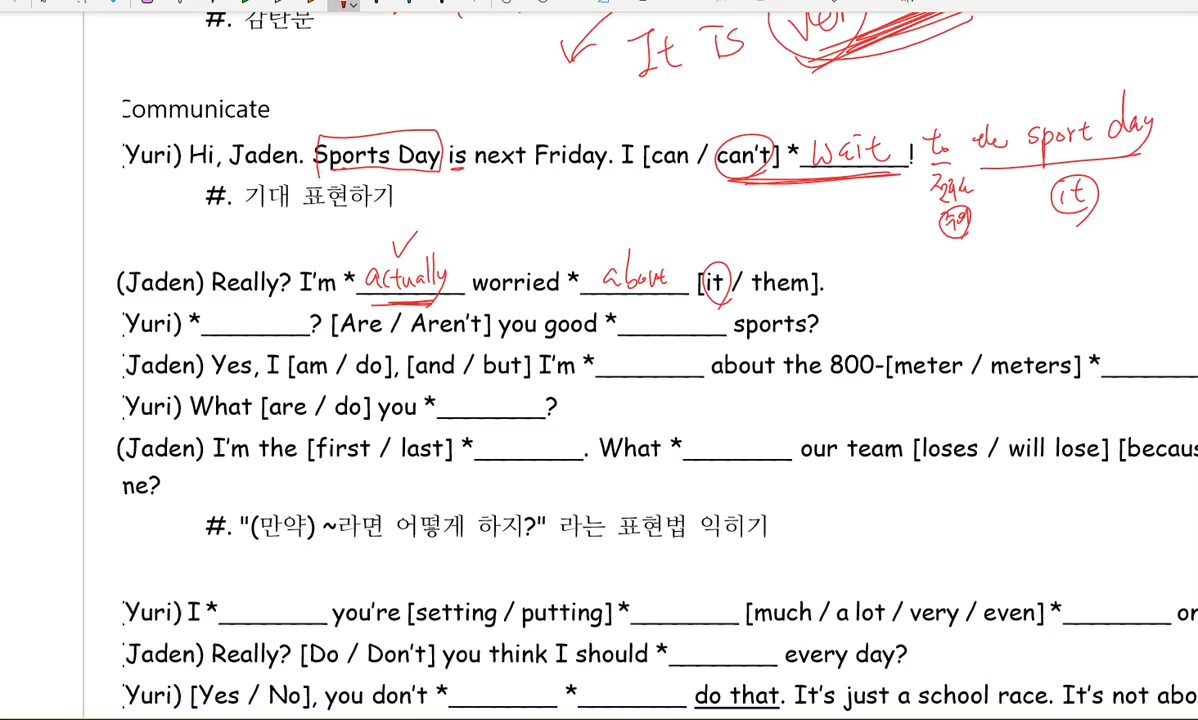 #. 감탄문
It is
Communicate
Yuri) Hi, Jaden. Sports Day is next Friday. I [can / can't] * wait ! to do sport day
#. 기대 표현하기
it
(Jaden) Really? I'm * actually worried * about [it / them].
Yuri) *________? [Are / Aren't] you good *________ sports?
Jaden) Yes, I [am / do], [and / but] I'm *________ about the 800-[meter / meters] *________
Yuri) What [are / do] you *________?
(Jaden) I'm the [first / last] *________. What *________ our team [loses / will lose] [becaus
ne?
#. "(만약) ~라면 어떻게 하지?" 라는 표현법 익히기
Yuri) I *________ you're [setting / putting] *________ [much / a lot / very / even] *________ or
Jaden) Really? [Do / Don't] you think I should *________ every day?
Yuri) [Yes / No], you don't *________ *________ do that. It's just a school race. It's not abo